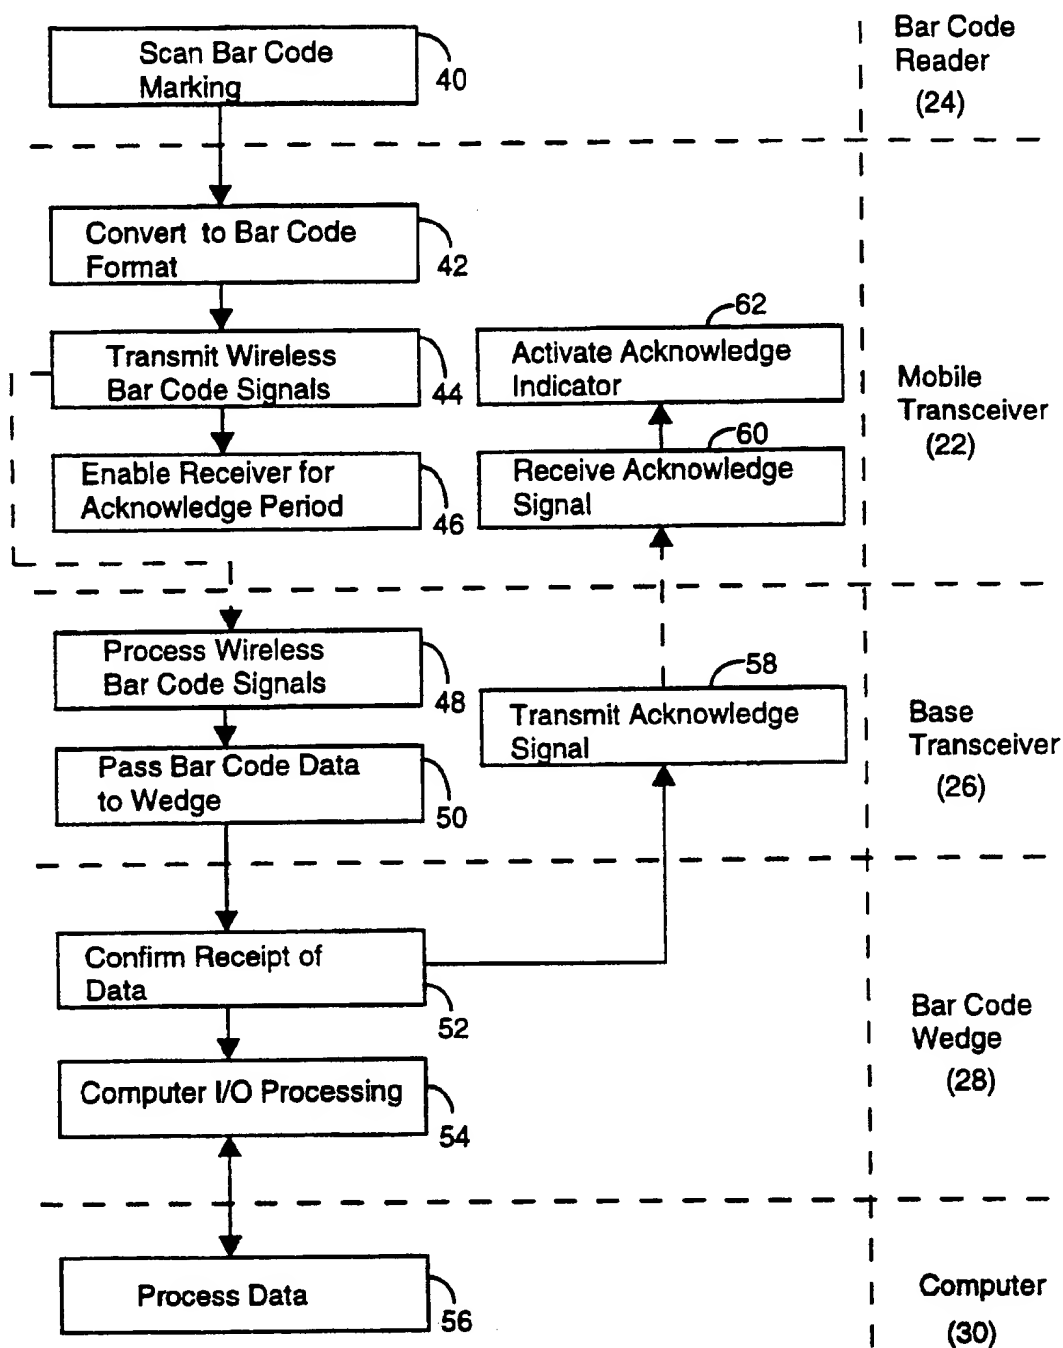 Scan Bar Code
Marking
40
Bar Code
Reader
(24)
Convert to Bar Code
Format
42
Transmit Wireless
Bar Code Signals
44
Enable Receiver for
Acknowledge Period
46
62
Activate Acknowledge
Indicator
60
Receive Acknowledge
Signal
Mobile
Transceiver
(22)
Process Wireless
Bar Code Signals
48
Pass Bar Code Data
to Wedge
50
58
Transmit Acknowledge
Signal
Base
Transceiver
(26)
Confirm Receipt of
Data
52
Computer I/O Processing
54
Bar Code
Wedge
(28)
Process Data
56
Computer
(30)